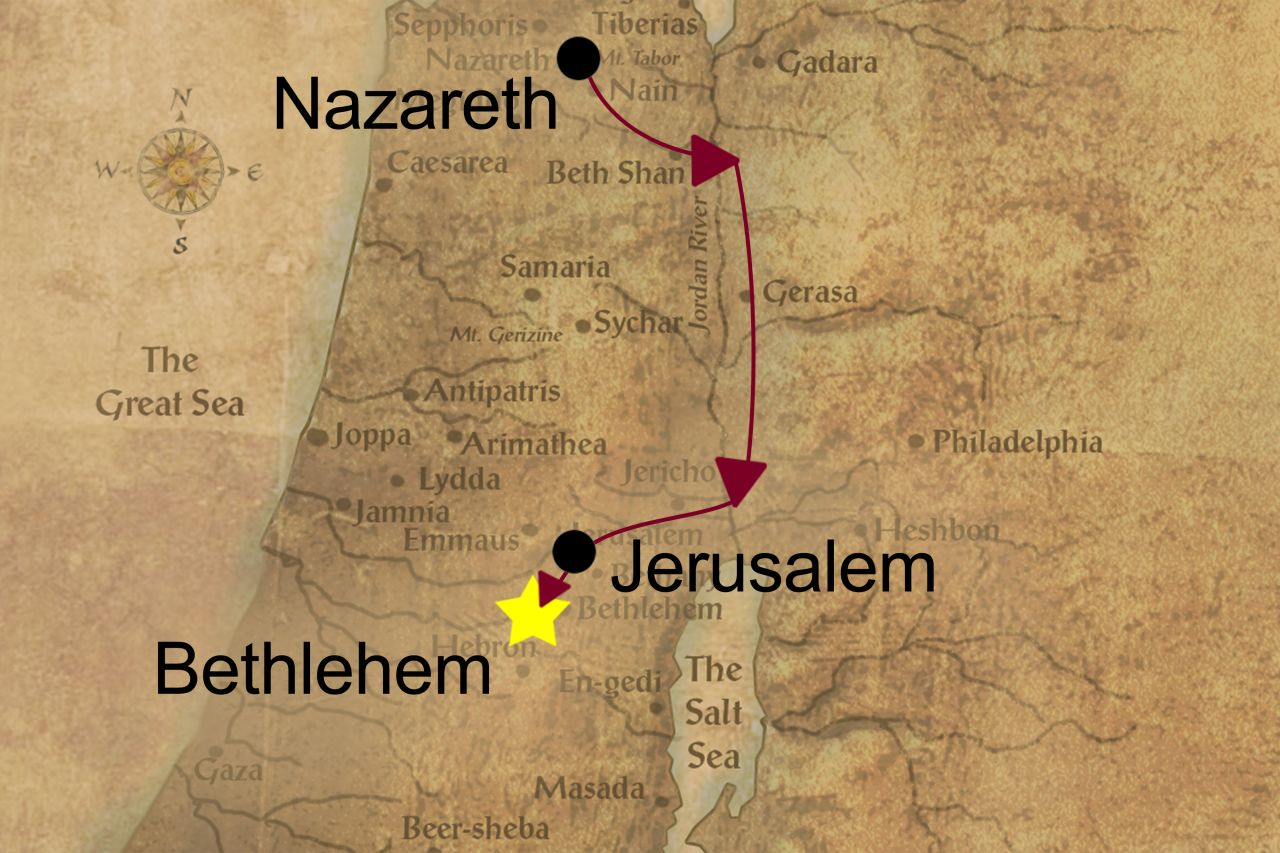 Sepphoris
Tiberias
Nazareth
Mt. Tabor
Gadara
Nain
Nazareth
N
W
E
S
Caesarea
Beth Shan
Jordan River
Samaria
Gerasa
Sychar
Mt. Gerizine
The
Great Sea
Antipatris
Joppa
Arimathea
Philadelphia
Jericho
Lydda
Jamnia
Emmaus
Jerusalem
Heshbon
Jerusalem
Bethlehem
Hebron
Bethlehem
En-gedi
The
Salt
Sea
Gaza
Masada
Beer-sheba